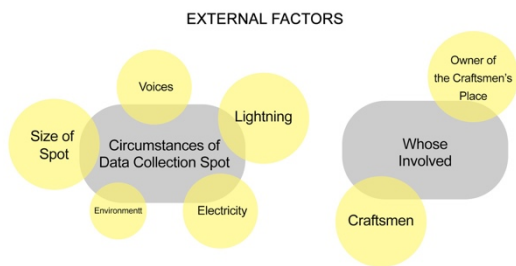 EXTERNAL FACTORS
Voices
Size of
Spot
Circumstances of
Data Collection Spot
Lightning
Environmentt
Electricity
Owner of
the Craftsmen's
Place
Whose
Involved
Craftsmen